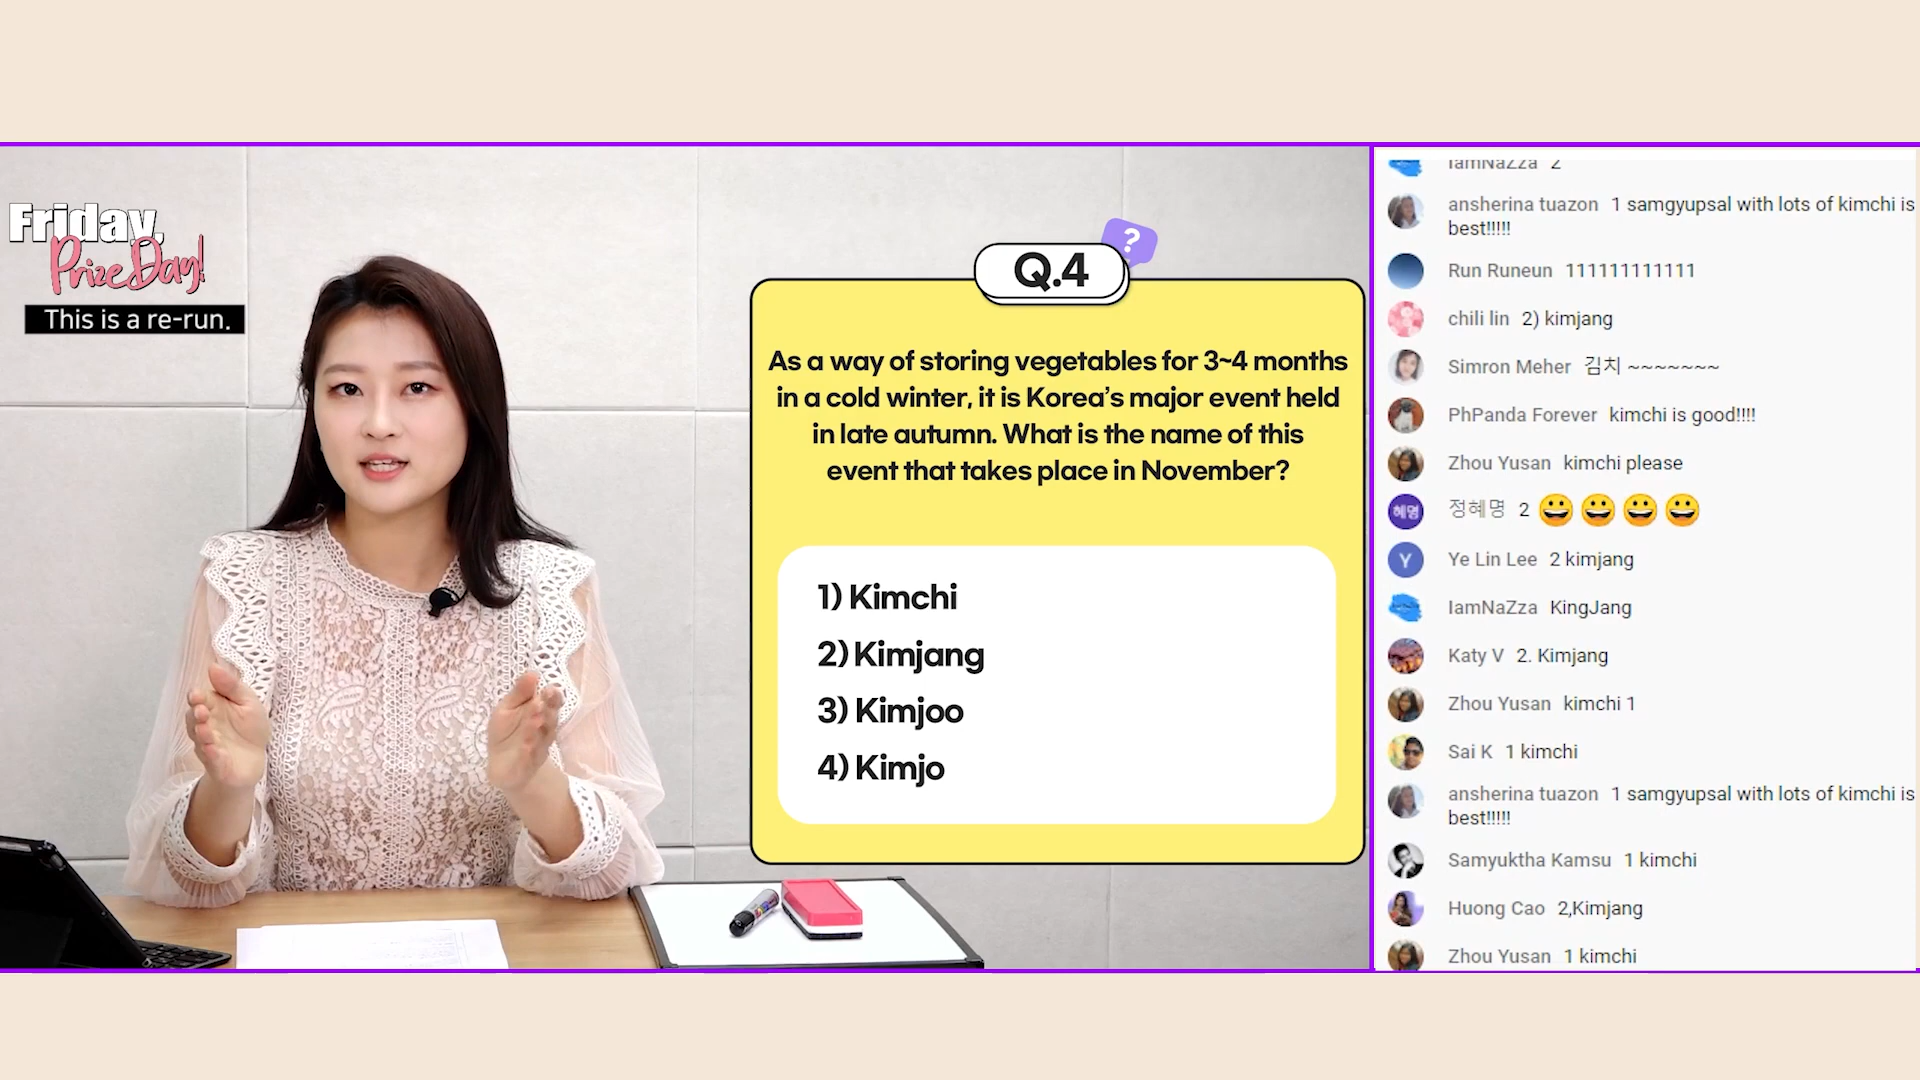 Friday,
PrizeDay!
This is a re-run.
?
Q.4
As a way of storing vegetables for 3~4 months
in a cold winter, it is Korea's major event held
in late autumn. What is the name of this
event that takes place in November?
1) Kimchi
2) Kimjang
3) Kimjoo
4) Kimjo
IamNaZza 2
ansherina tuazon 1 samgyupsal with lots of kimchi is
best!!!!!
Run Runeun 111111111111
chili lin 2) kimjang
Simron Meher 김치 ~~~~~~~
PhPanda Forever kimchi is good!!!!
Zhou Yusan kimchi please
혜명 정혜명 2 😀😀😀😀
Y Ye Lin Lee 2 kimjang
IamNaZza KingJang
Katy V 2. Kimjang
Zhou Yusan kimchi 1
Sai K 1 kimchi
ansherina tuazon 1 samgyupsal with lots of kimchi is
best!!!!!
Samyuktha Kamsu 1 kimchi
Huong Cao 2,Kimjang
Zhou Yusan 1 kimchi